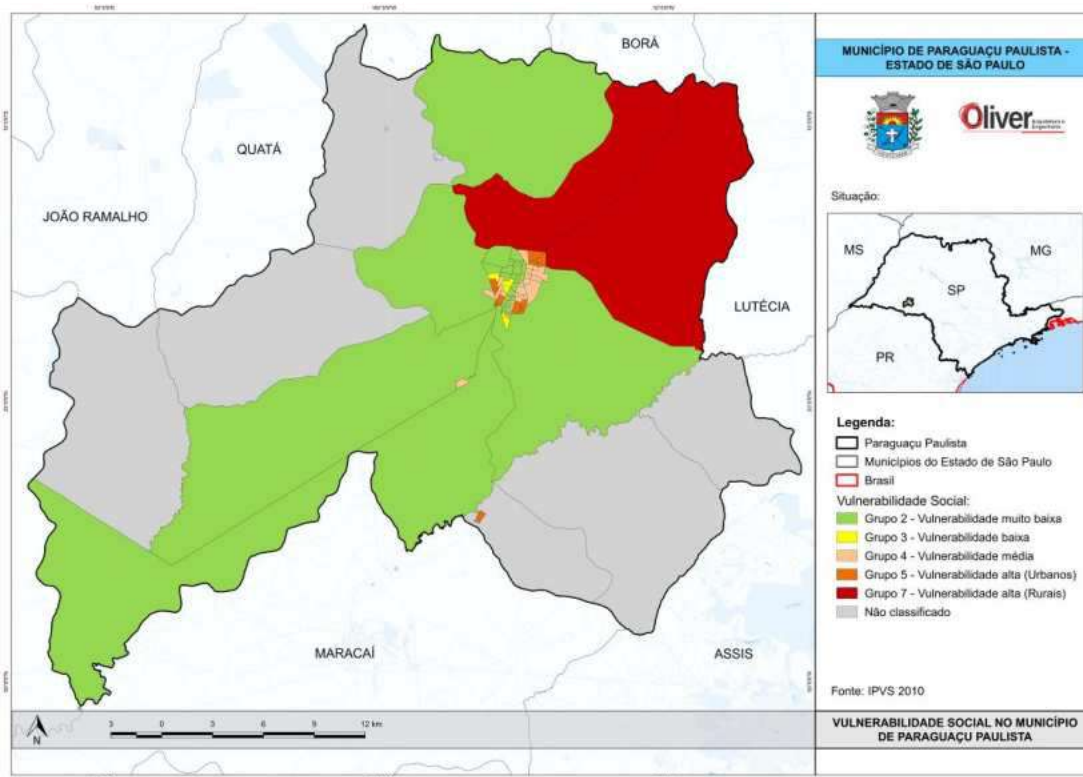 BORÁ
QUATÁ
JOÃO RAMALHO
LUTÉCIA
MARACAÍ
ASSIS
N
3 0 3 6 9 12 km
MUNICÍPIO DE PARAGUAÇU PAULISTA -
ESTADO DE SÃO PAULO
Oliver
Arquitetura e
Engenharia
Situação:
MS
MG
SP
PR
Legenda:
Paraguaçu Paulista
Municípios do Estado de São Paulo
Brasil
Vulnerabilidade Social:
Grupo 2 - Vulnerabilidade muito baixa
Grupo 3 - Vulnerabilidade baixa
Grupo 4 - Vulnerabilidade média
Grupo 5 - Vulnerabilidade alta (Urbanos)
Grupo 7 - Vulnerabilidade alta (Rurais)
Não classificado
Fonte: IPVS 2010
VULNERABILIDADE SOCIAL NO MUNICÍPIO
DE PARAGUAÇU PAULISTA